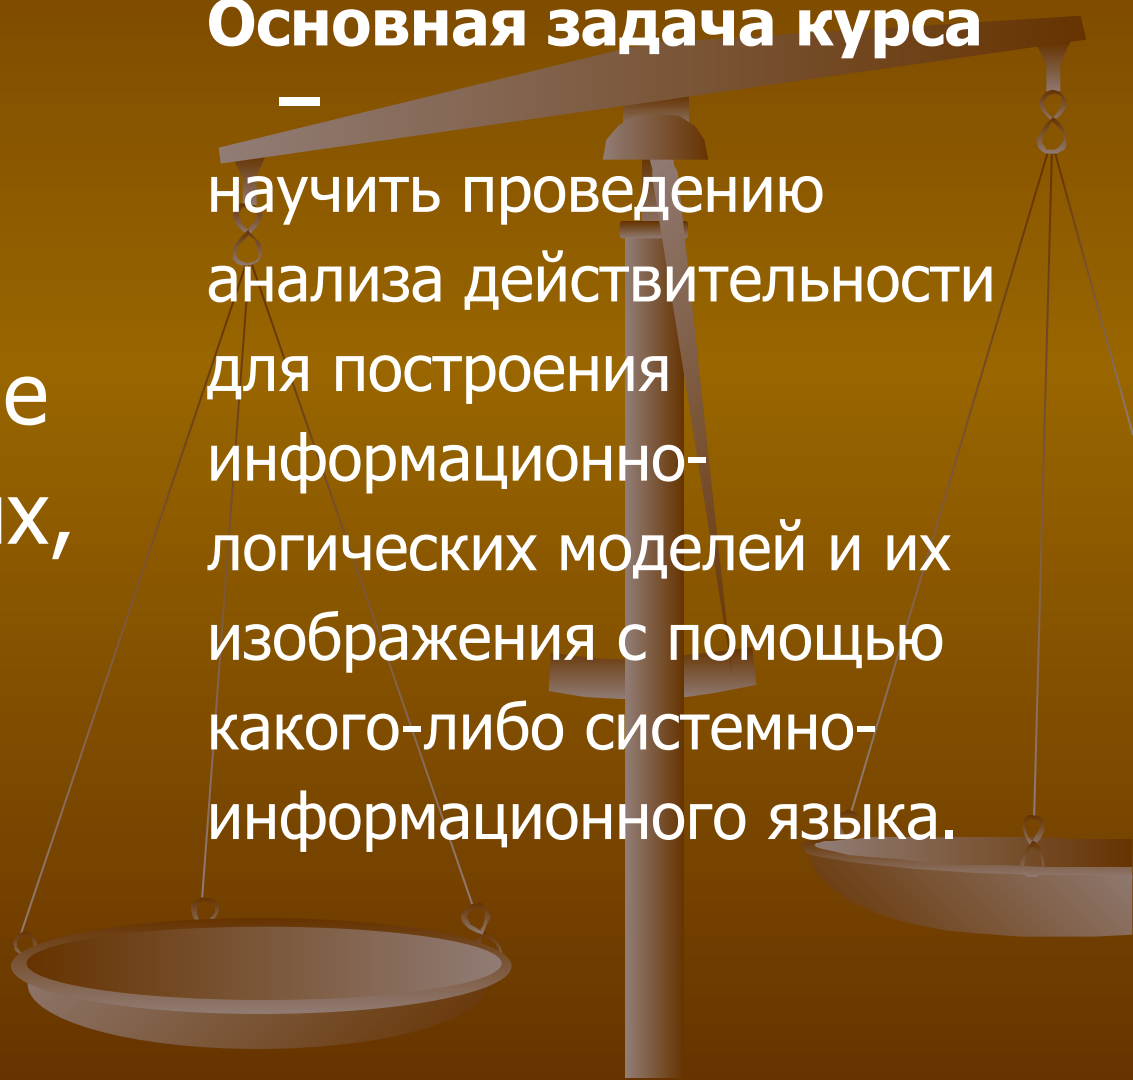 Основная задача курса
–
научить проведению
анализа действительности
для построения
информационно-
логических моделей и их
изображения с помощью
какого-либо системно-
информационного языка.